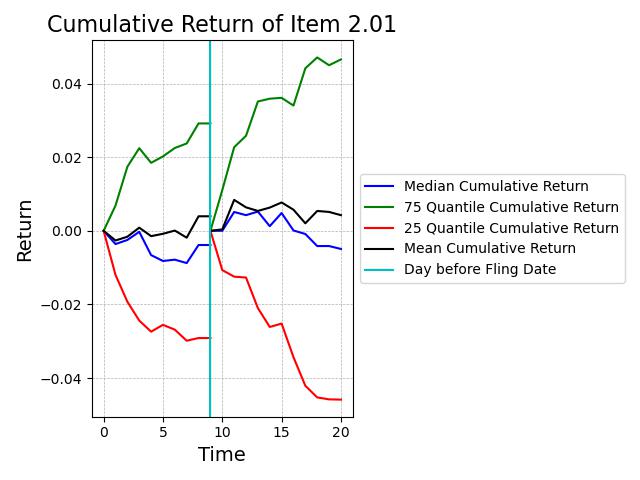 Cumulative Return of Item 2.01
Return
0.04
0.02
0.00
−0.02
−0.04
0
5
10
15
20
Time
Median Cumulative Return
75 Quantile Cumulative Return
25 Quantile Cumulative Return
Mean Cumulative Return
Day before Fling Date